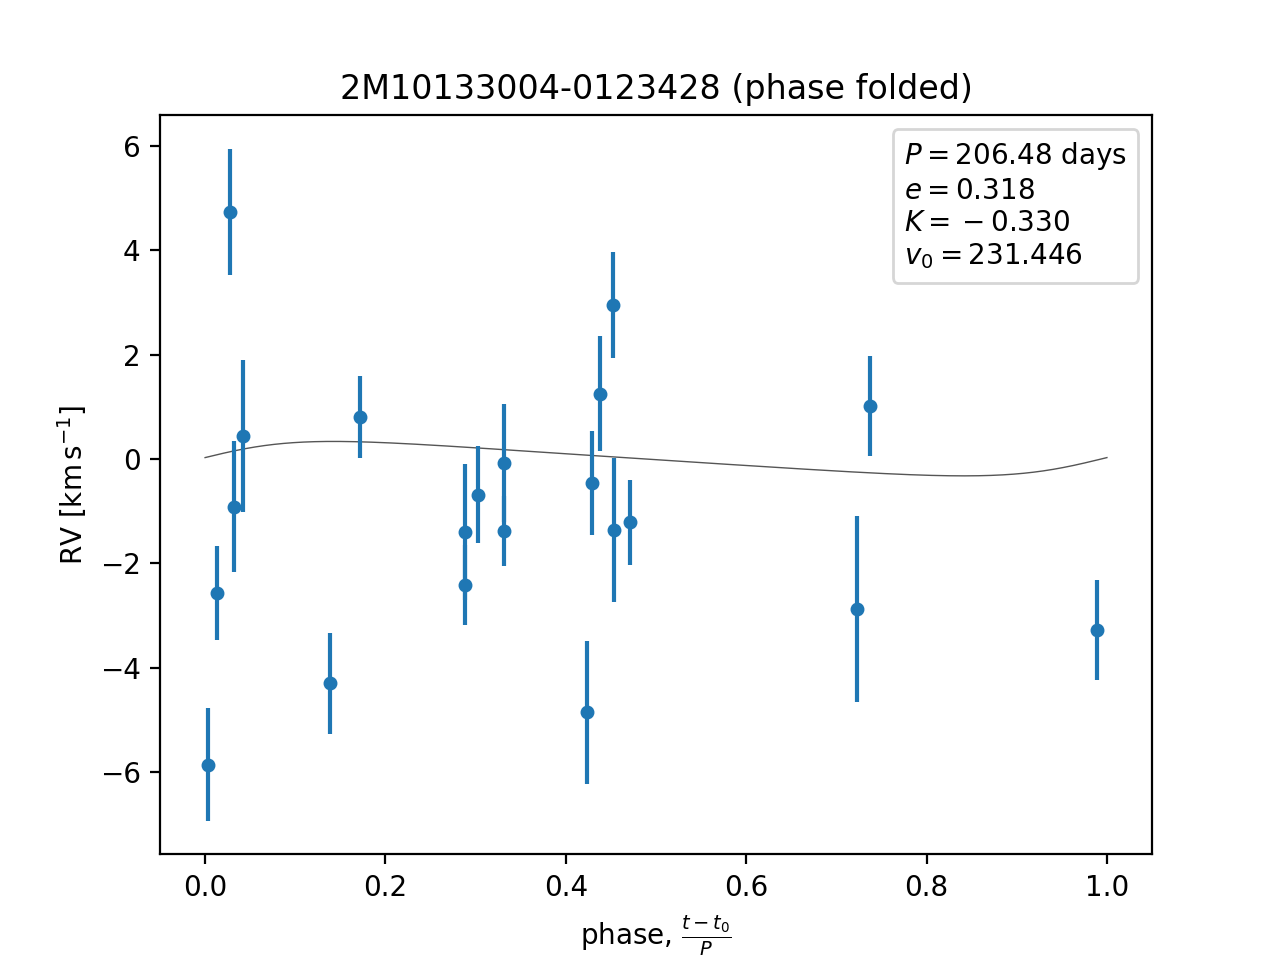 2M10133004-0123428 (phase folded)
P = 206.48 days
e = 0.318
K = −0.330
v₀ = 231.446
RV [km s⁻¹]
6
4
2
0
−2
−4
−6
0.0 0.2 0.4 0.6 0.8 1.0
phase, (t − t₀)/P